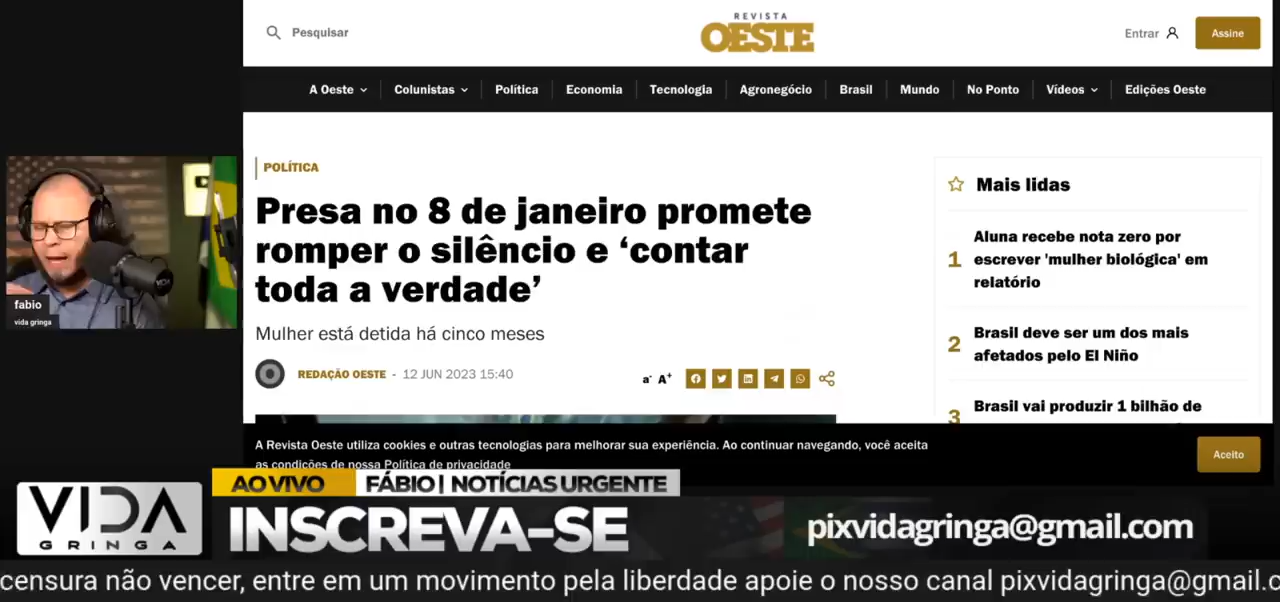 Pesquisar
REVISTA
OESTE
Entrar
Assine
A Oeste
Colunistas
Política
Economia
Tecnologia
Agronegócio
Brasil
Mundo
No Ponto
Vídeos
Edições Oeste
POLÍTICA
Presa no 8 de janeiro promete
romper o silêncio e ‘contar
toda a verdade’
Mulher está detida há cinco meses
REDAÇÃO OESTE - 12 JUN 2023 15:40
a- A+
Mais lidas
1
Aluna recebe nota zero por
escrever 'mulher biológica' em
relatório
2
Brasil deve ser um dos mais
afetados pelo El Niño
3
Brasil vai produzir 1 bilhão de
fabio
vida gringa
A Revista Oeste utiliza cookies e outras tecnologias para melhorar sua experiência. Ao continuar navegando, você aceita
as condições de nossa Política de privacidade
Aceito
AO VIVO
FÁBIO | NOTÍCIAS URGENTE
VIDA
GRINGA
INSCREVA-SE
pixvidagringa@gmail.com
censura não vencer, entre em um movimento pela liberdade apoie o nosso canal pixvidagringa@gmail.c